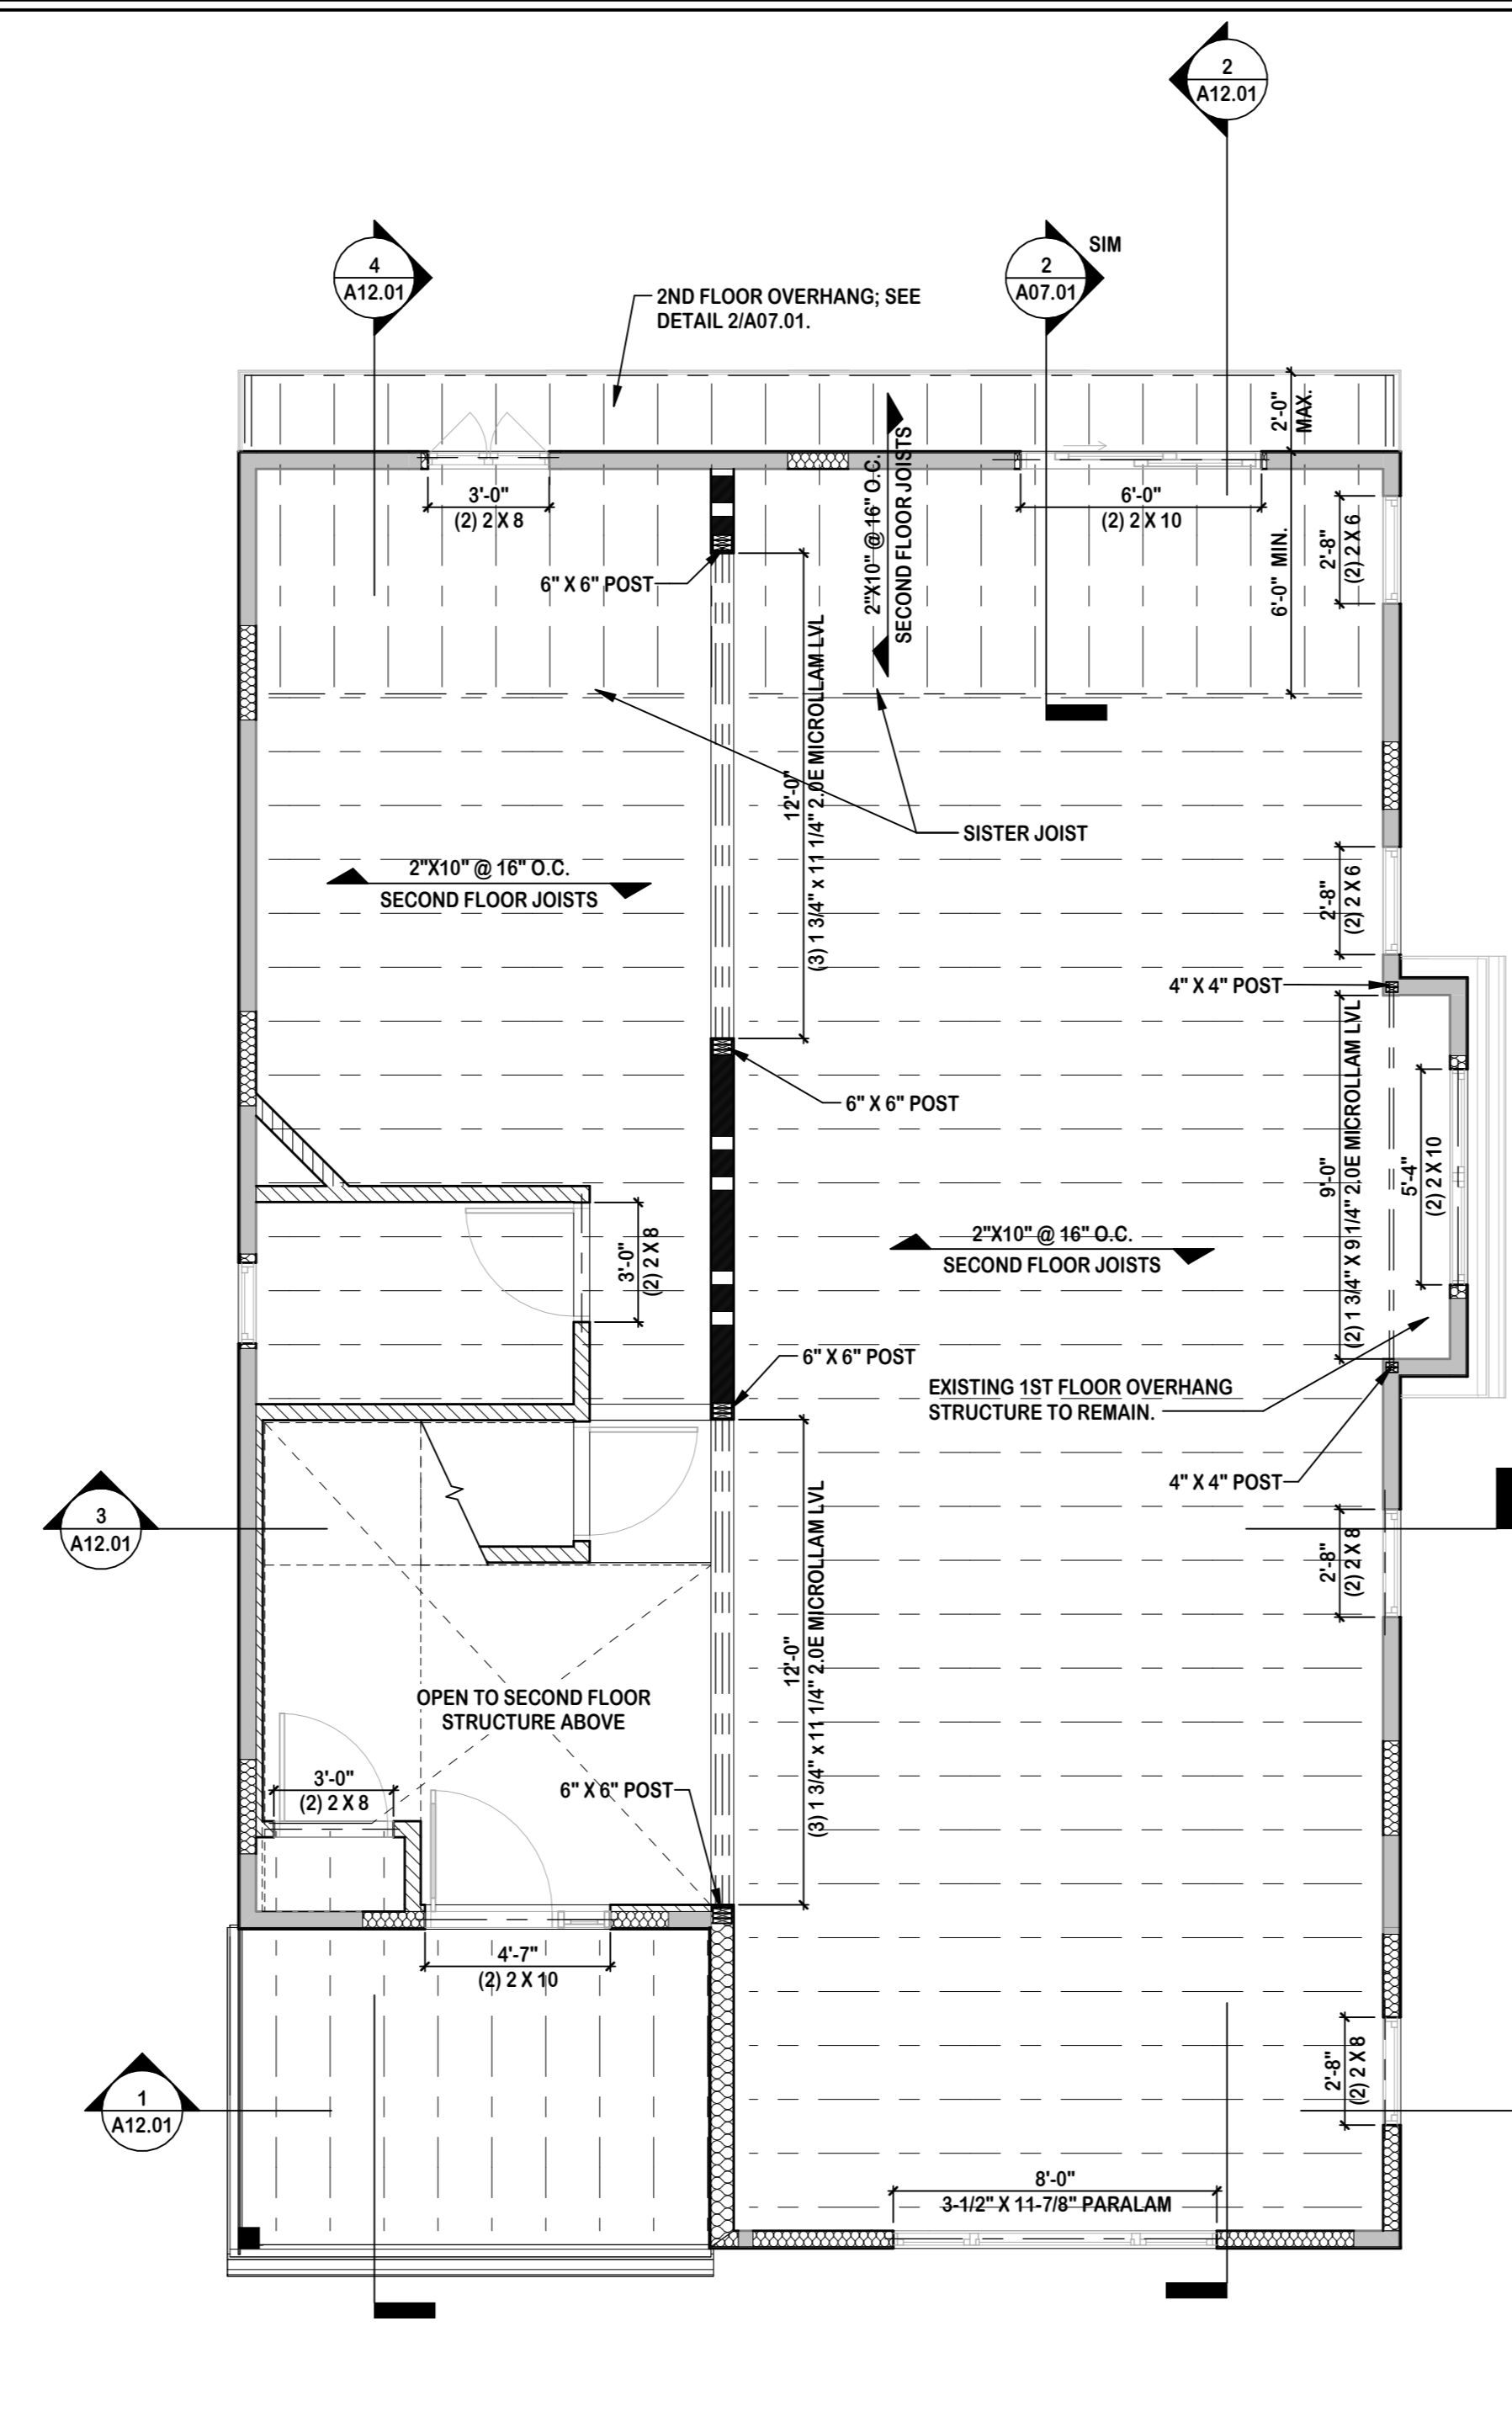 2
A12.01
4
A12.01
2
A07.01
SIM
2ND FLOOR OVERHANG; SEE
DETAIL 2/A07.01.
2'-0"
MAX.
3'-0"
(2) 2 X 8
2"X10" @ 16" O.C.
SECOND FLOOR JOISTS
6'-0"
(2) 2 X 10
6'-0" MIN.
2'-8"
(2) 2 X 6
6" X 6" POST
12'-0"
(3) 1 3/4" x 11 1/4" 2.0E MICROLLAM LVL
SISTER JOIST
2"X10" @ 16" O.C.
SECOND FLOOR JOISTS
2'-8"
(2) 2 X 6
4" X 4" POST
6" X 6" POST
9'-0"
(2) 1 3/4" X 9 1/4" 2.0E MICROLLAM LVL
5'-4"
(2) 2 X 10
3'-0"
(2) 2 X 8
2"X10" @ 16" O.C.
SECOND FLOOR JOISTS
6" X 6" POST
EXISTING 1ST FLOOR OVERHANG
STRUCTURE TO REMAIN.
4" X 4" POST
3
A12.01
2'-8"
(2) 2 X 8
12'-0"
(3) 1 3/4" x 11 1/4" 2.0E MICROLLAM LVL
OPEN TO SECOND FLOOR
STRUCTURE ABOVE
3'-0"
(2) 2 X 8
6" X 6" POST
4'-7"
(2) 2 X 10
1
A12.01
2'-8"
(2) 2 X 8
8'-0"
3-1/2" X 11-7/8" PARALAM